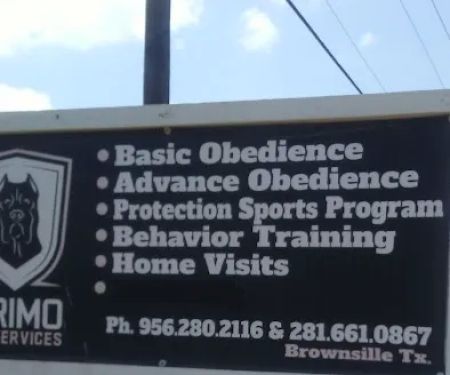 • Basic Obedience
• Advance Obedience
• Protection Sports Program
• Behavior Training
• Home Visits
•
RIMO
SERVICES
Ph. 956.280.2116 & 281.661.0867
Brownsille Tx.